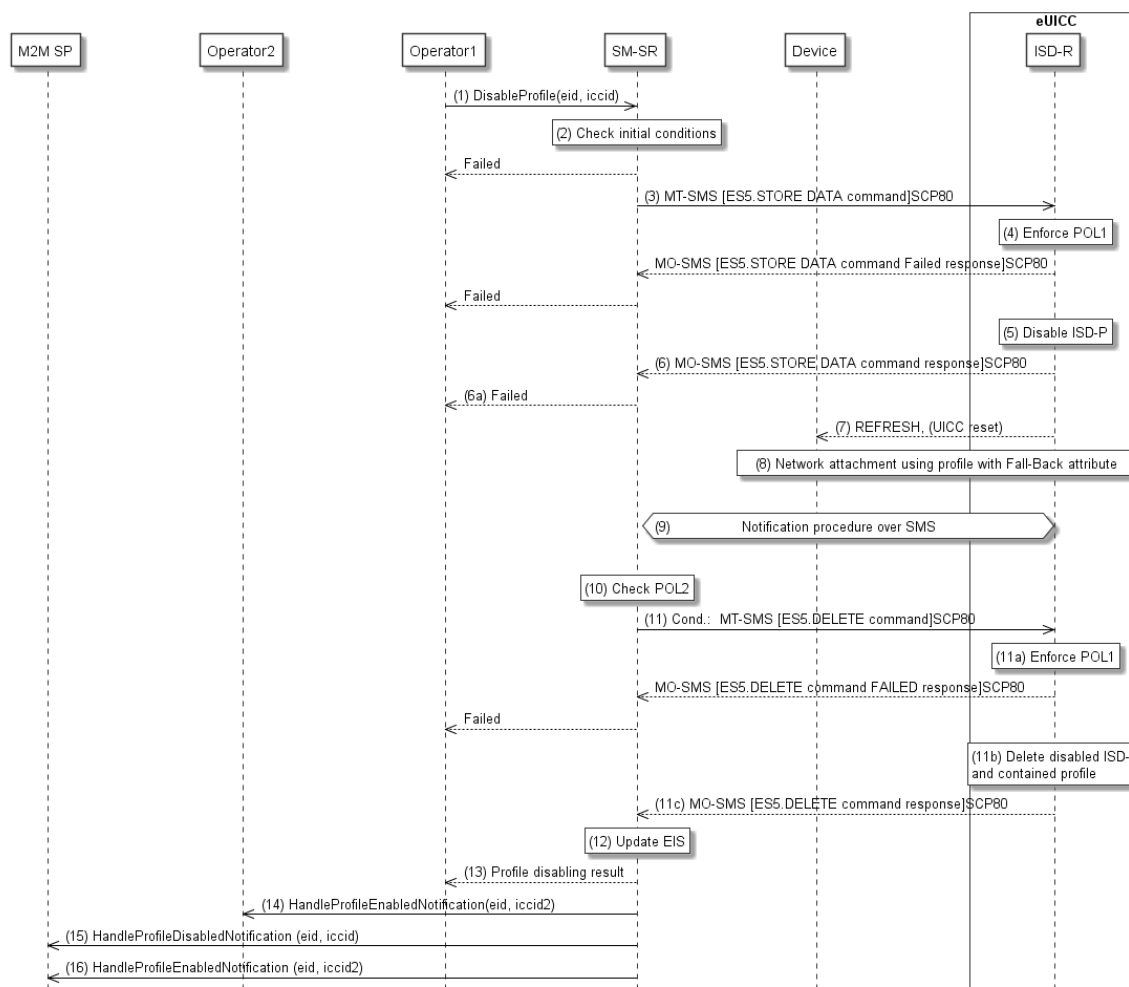 eUICC
M2M SP
Operator2
Operator1
SM-SR
Device
ISD-R
(1) DisableProfile(eid, iccid)
(2) Check initial conditions
Failed
(3) MT-SMS [ES5.STORE DATA command]SCP80
(4) Enforce POL1
MO-SMS [ES5.STORE DATA command Failed response]SCP80
Failed
(5) Disable ISD-P
(6) MO-SMS [ES5.STORE DATA command response]SCP80
(6a) Failed
(7) REFRESH, (UICC reset)
(8) Network attachment using profile with Fall-Back attribute
(9) Notification procedure over SMS
(10) Check POL2
(11) Cond.: MT-SMS [ES5.DELETE command]SCP80
(11a) Enforce POL1
MO-SMS [ES5.DELETE command FAILED response]SCP80
Failed
(11b) Delete disabled ISD-
and contained profile
(11c) MO-SMS [ES5.DELETE command response]SCP80
(12) Update EIS
(13) Profile disabling result
(14) HandleProfileEnabledNotification(eid, iccid2)
(15) HandleProfileDisabledNotification (eid, iccid)
(16) HandleProfileEnabledNotification (eid, iccid2)